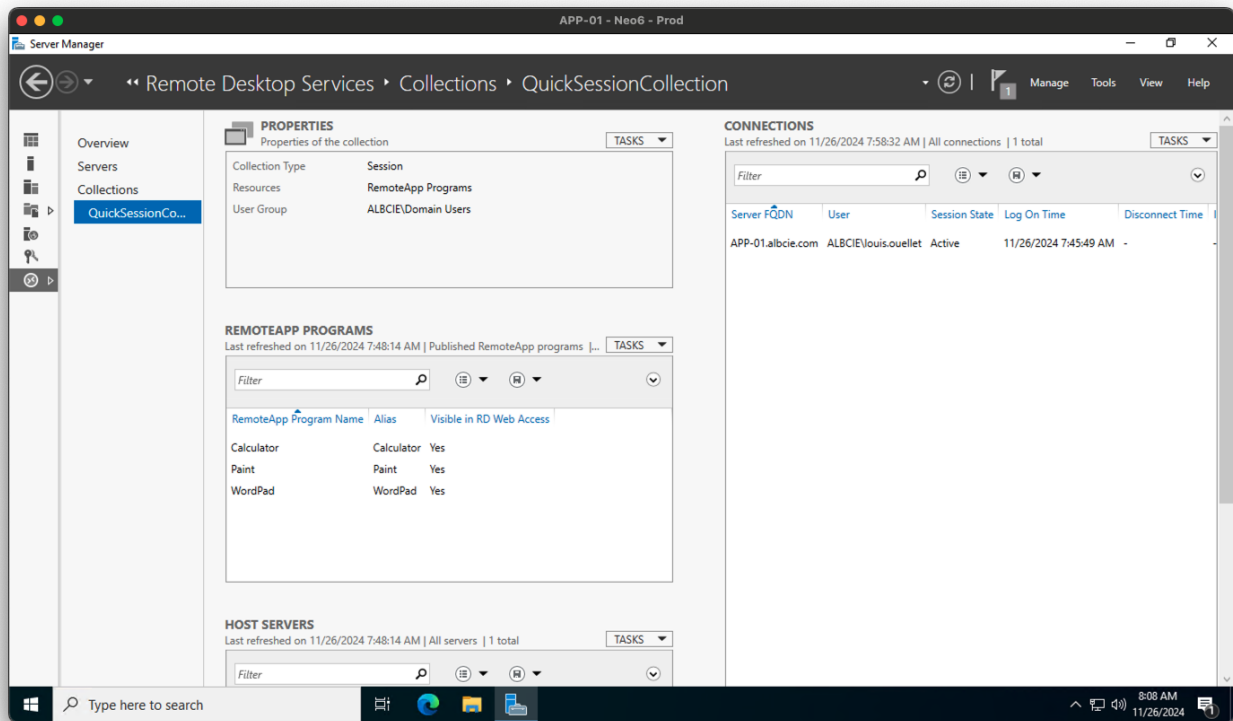 APP-01 - Neo6 - Prod
Server Manager
Remote Desktop Services Collections QuickSessionCollection
1 Manage Tools View Help
Overview
Servers
Collections
QuickSessionCo...
PROPERTIES
Properties of the collection
TASKS
Collection Type Session
Resources RemoteApp Programs
User Group ALBCIE\Domain Users
REMOTEAPP PROGRAMS
Last refreshed on 11/26/2024 7:48:14 AM | Published RemoteApp programs |...
TASKS
Filter
RemoteApp Program Name Alias Visible in RD Web Access
Calculator Calculator Yes
Paint Paint Yes
WordPad WordPad Yes
HOST SERVERS
Last refreshed on 11/26/2024 7:48:14 AM | All servers | 1 total
TASKS
Filter
CONNECTIONS
Last refreshed on 11/26/2024 7:58:32 AM | All connections | 1 total
TASKS
Filter
Server FQDN User Session State Log On Time Disconnect Time
APP-01.albcie.com ALBCIE\louis.ouellet Active 11/26/2024 7:45:49 AM - -
Type here to search
8:08 AM
11/26/2024
1